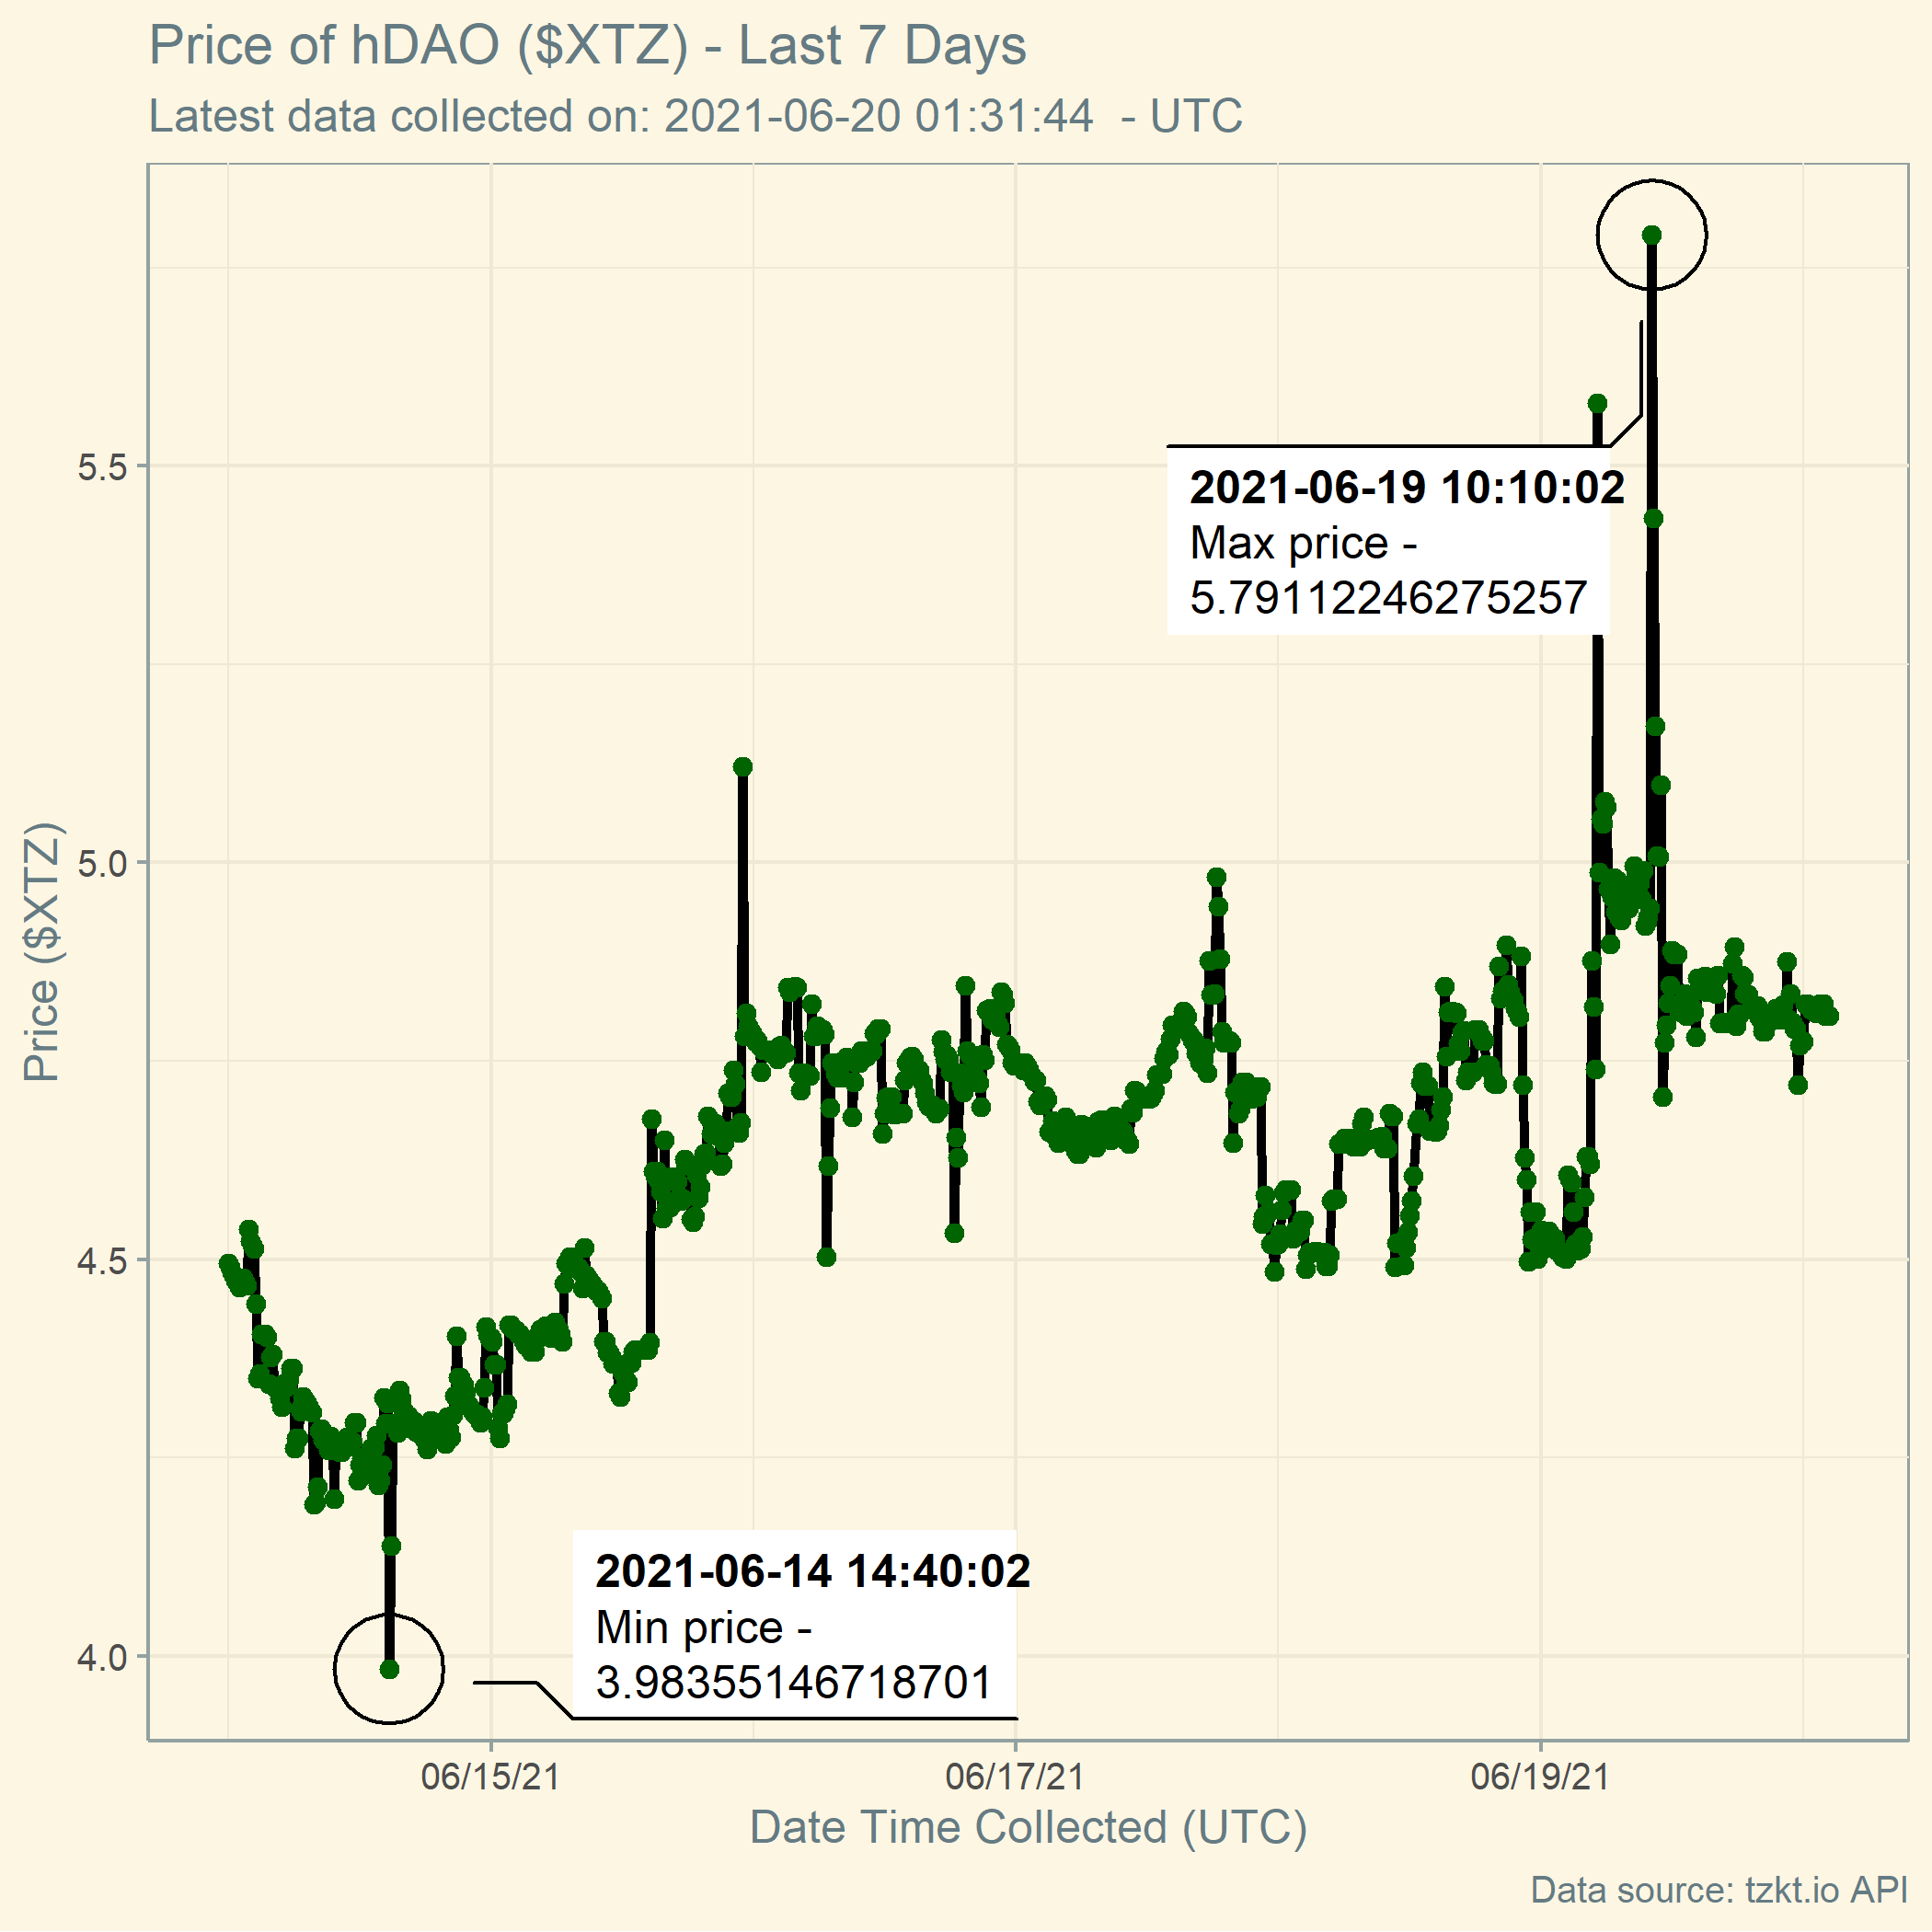 Price of hDAO ($XTZ) - Last 7 Days
Latest data collected on: 2021-06-20 01:31:44  - UTC
Price ($XTZ)
5.5
5.0
4.5
4.0
2021-06-19 10:10:02
Max price -
5.79112246275257
2021-06-14 14:40:02
Min price -
3.98355146718701
06/15/21
06/17/21
06/19/21
Date Time Collected (UTC)
Data source: tzkt.io API